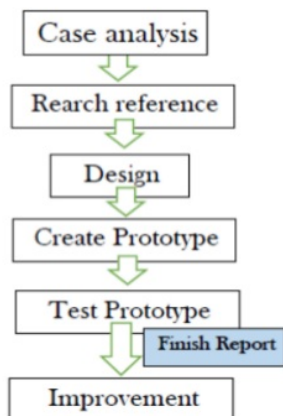 Case analysis
Rearch reference
Design
Create Prototype
Test Prototype
Finish Report
Improvement